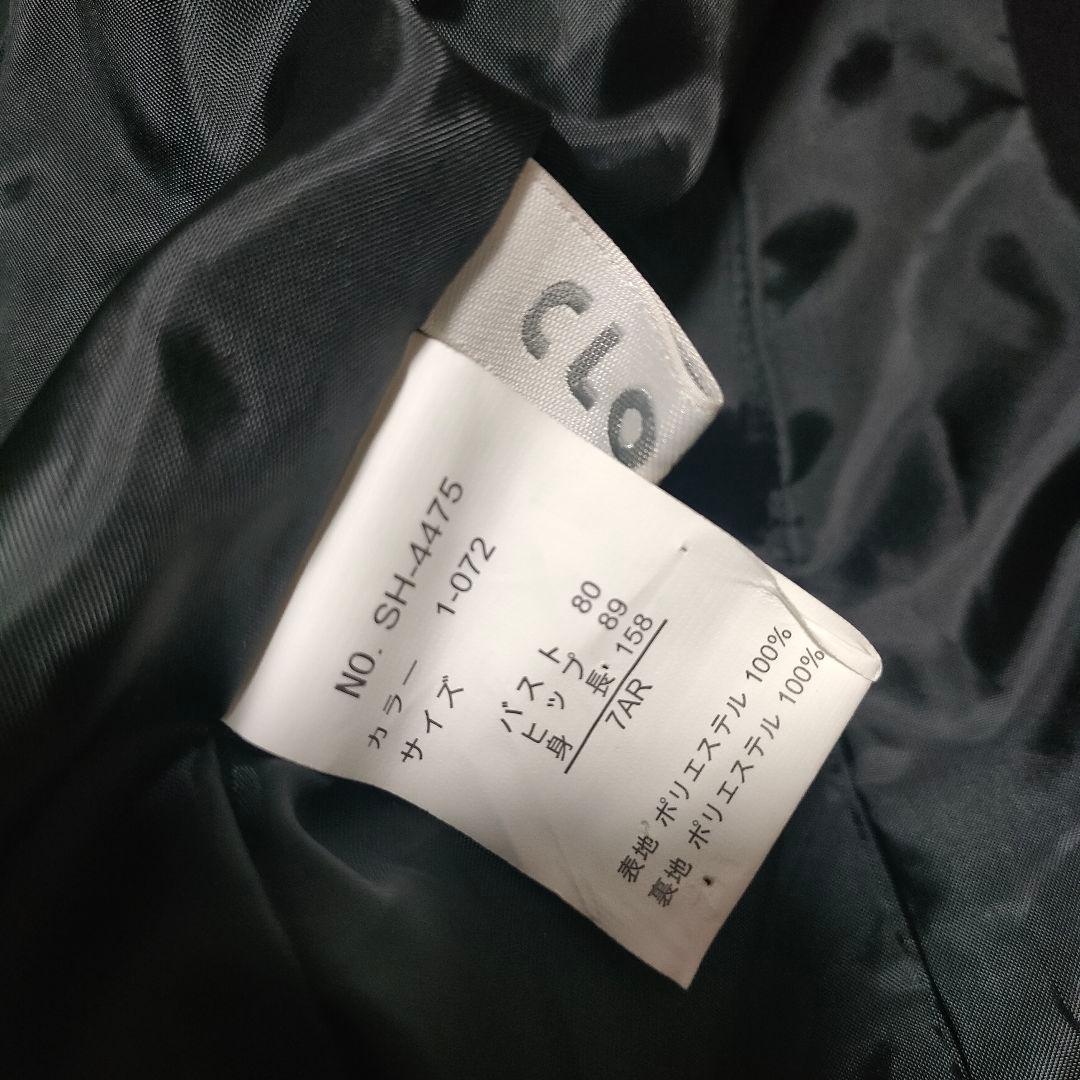 CLO
NO. SH-4475
カラー 1-072
サイズ
バスト 80
ヒップ 89
身長 158
7AR
表地 ポリエステル 100%
裏地 ポリエステル 100%